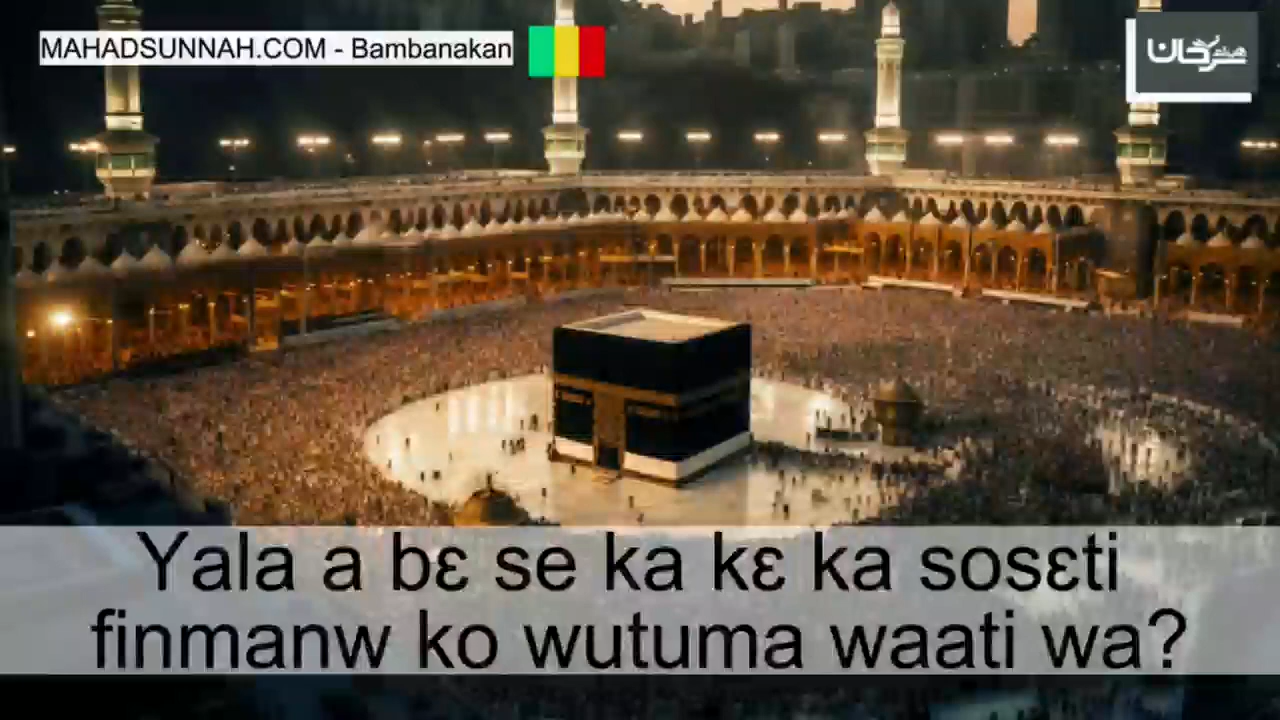 MAHADSUNNAH.COM - Bambanakan
Yala a bɛ se ka kɛ ka sosɛti
finmanw ko wutuma waati wa?